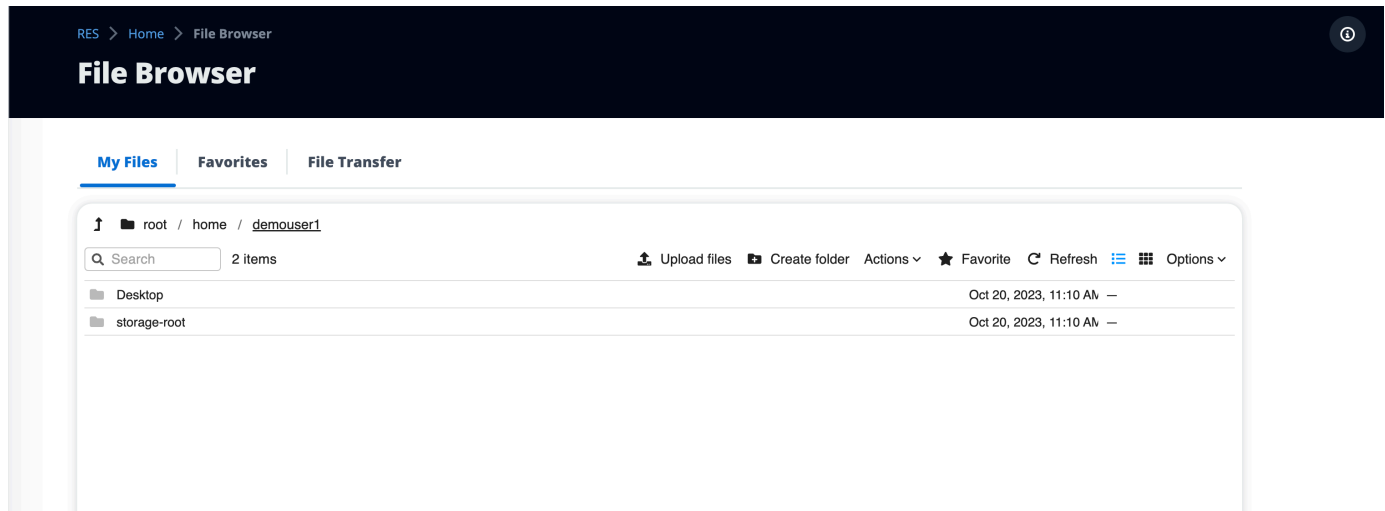 RES > Home > File Browser
File Browser
My Files Favorites File Transfer
root / home / demouser1
Search 2 items Upload files Create folder Actions Favorite Refresh Options
Desktop Oct 20, 2023, 11:10 AM —
storage-root Oct 20, 2023, 11:10 AM —